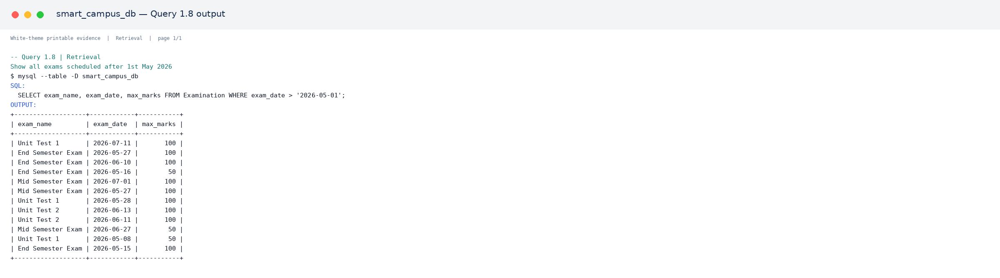 smart_campus_db — Query 1.8 output
White-theme printable evidence  |  Retrieval  |  page 1/1
-- Query 1.8 | Retrieval
Show all exams scheduled after 1st May 2026
$ mysql --table -D smart_campus_db
SQL:
  SELECT exam_name, exam_date, max_marks FROM Examination WHERE exam_date > '2026-05-01';
OUTPUT:
+-------------------+------------+-----------+
| exam_name         | exam_date  | max_marks |
+-------------------+------------+-----------+
| Unit Test 1       | 2026-07-11 |       100 |
| End Semester Exam | 2026-05-27 |       100 |
| End Semester Exam | 2026-06-10 |       100 |
| End Semester Exam | 2026-05-16 |        50 |
| Mid Semester Exam | 2026-07-01 |       100 |
| Mid Semester Exam | 2026-05-27 |       100 |
| Unit Test 1       | 2026-05-28 |       100 |
| Unit Test 2       | 2026-06-13 |       100 |
| Unit Test 2       | 2026-06-11 |       100 |
| Mid Semester Exam | 2026-06-27 |        50 |
| Unit Test 1       | 2026-05-08 |        50 |
| End Semester Exam | 2026-05-15 |       100 |
+-------------------+------------+-----------+